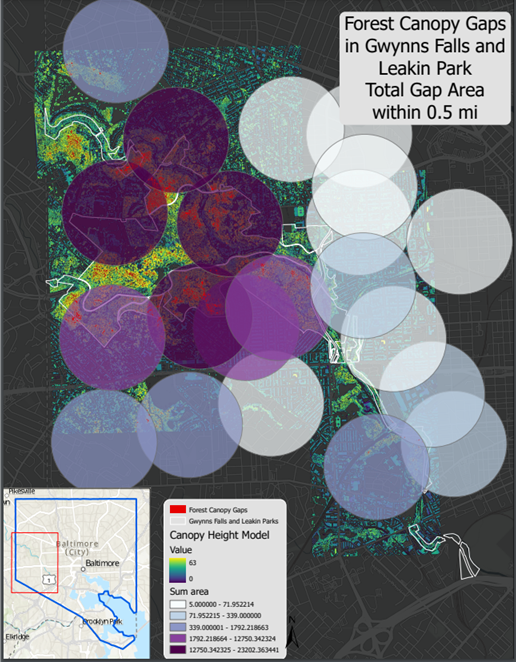 Forest Canopy Gaps
in Gwynns Falls and
Leakin Park
Total Gap Area
within 0.5 mi
Pikesville
wn
Baltimore
(City)
Baltimore
1
Brooklyn Park
Elkridge
Forest Canopy Gaps
Gwynns Falls and Leakin Parks
Canopy Height Model
Value
63
0
Sum area
5.000000 - 71.952214
71.952215 - 339.000000
339.000001 - 1792.218663
1792.218664 - 12750.342324
12750.342325 - 23202.363441